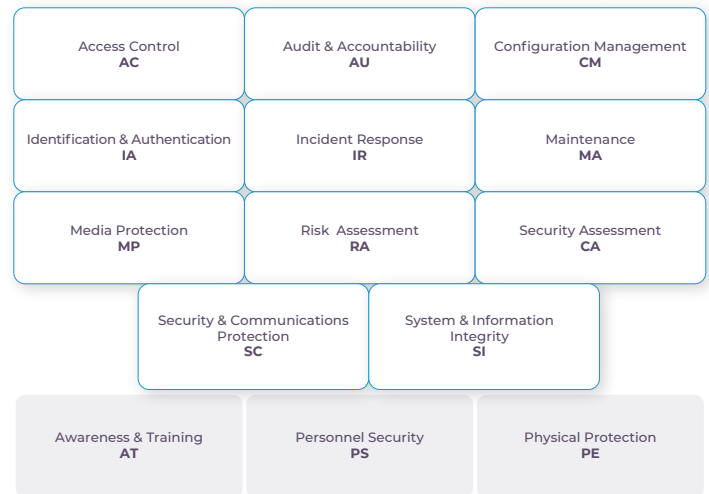 Access Control
AC
Audit & Accountability
AU
Configuration Management
CM
Identification & Authentication
IA
Incident Response
IR
Maintenance
MA
Media Protection
MP
Risk Assessment
RA
Security Assessment
CA
Security & Communications
Protection
SC
System & Information
Integrity
SI
Awareness & Training
AT
Personnel Security
PS
Physical Protection
PE